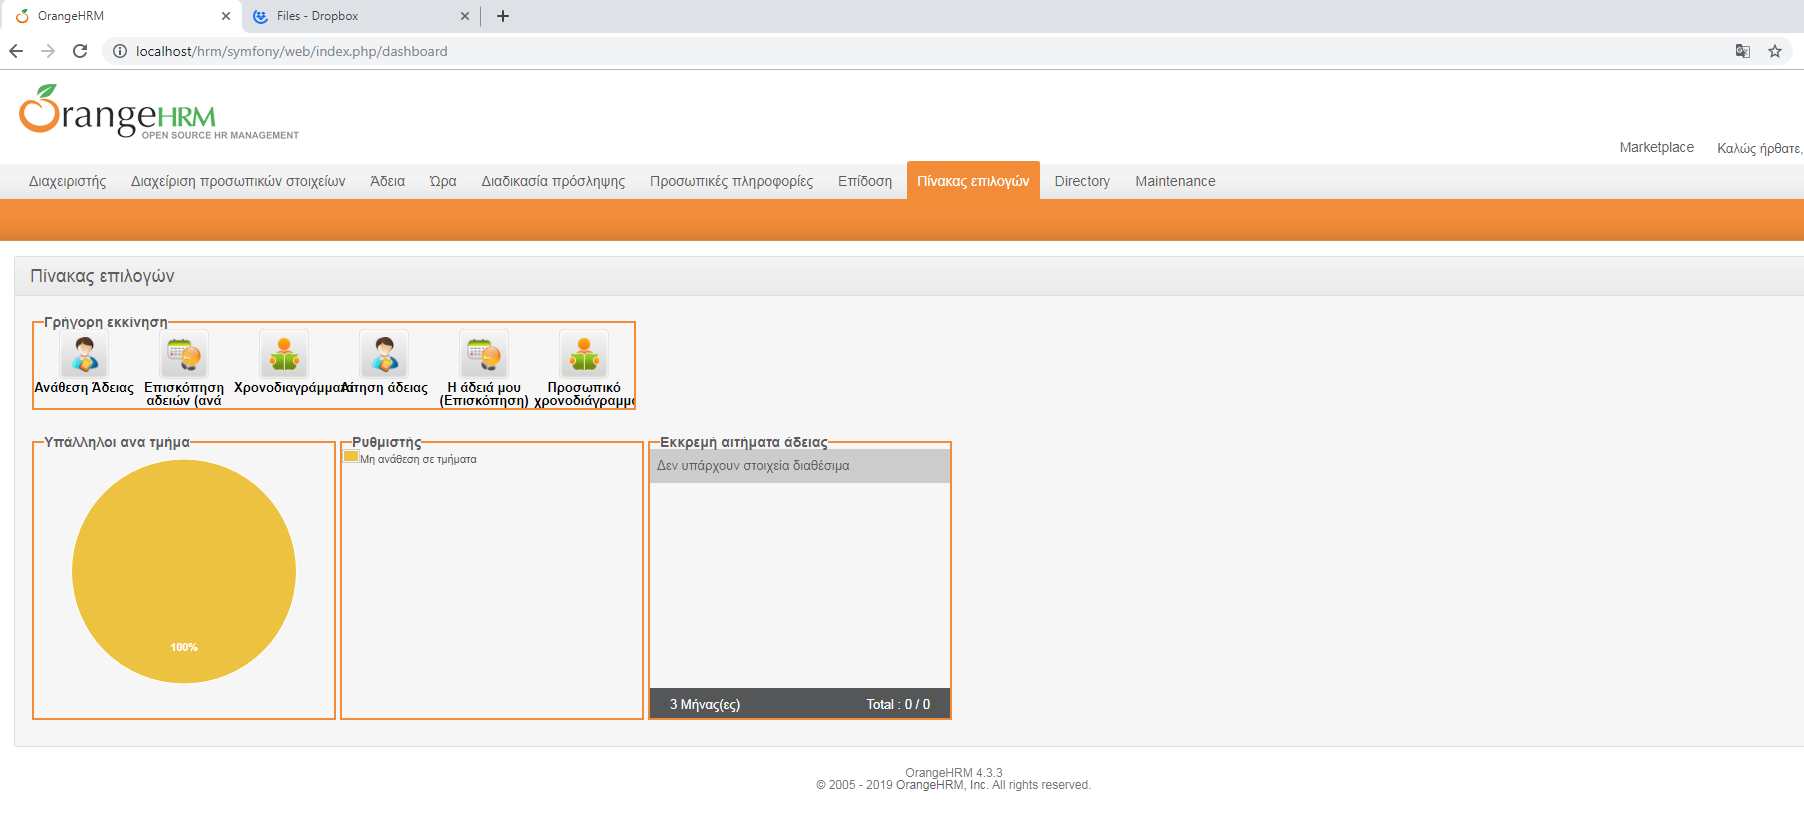 OrangeHRM
Files - Dropbox
localhost/hrm/symfony/web/index.php/dashboard
OrangeHRM
OPEN SOURCE HR MANAGEMENT
Marketplace Καλώς ήρθατε,
Διαχειριστής Διαχείριση προσωπικών στοιχείων Άδεια Ώρα Διαδικασία πρόσληψης Προσωπικές πληροφορίες Επίδοση Πίνακας επιλογών Directory Maintenance
Πίνακας επιλογών
Γρήγορη εκκίνηση
Ανάθεση Άδειας
Επισκόπηση
αδειών (ανά
Χρονοδιαγράμματα
Αίτηση άδειας
Η άδειά μου
(Επισκόπηση)
Προσωπικό
χρονοδιάγραμμα
Υπάλληλοι ανα τμήμα
100%
Ρυθμιστής
Μη ανάθεση σε τμήματα
Εκκρεμή αιτήματα άδειας
Δεν υπάρχουν στοιχεία διαθέσιμα
3 Μήνας(ες) Total : 0 / 0
OrangeHRM 4.3.3
© 2005 - 2019 OrangeHRM, Inc. All rights reserved.